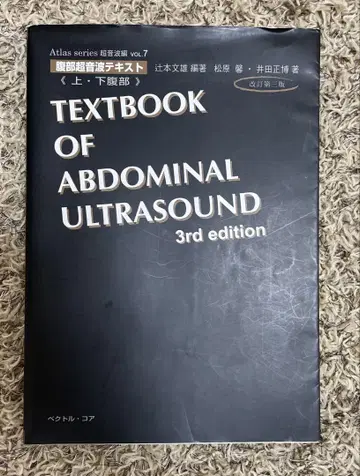 Atlas series 超音波編 VOL.7
腹部超音波テキスト 辻本文雄 編著 松原 馨・井田正博 著
《上・下腹部》 改訂第三版
TEXTBOOK
OF
ABDOMINAL
ULTRASOUND
3rd edition
ベクトル・コア